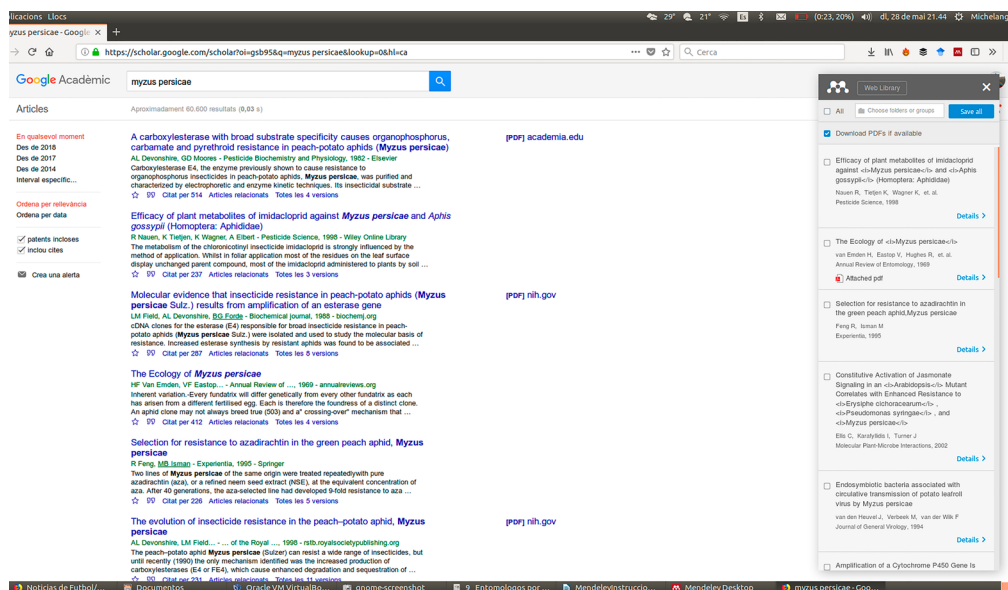 licacions Llocs
29° 21° Es (0:23, 20%) dl, 28 de mai 21.44 Michelang
yzus persicae - Google
https://scholar.google.com/scholar?oi=gsb95&q=myzus persicae&lookup=0&hl=ca
Cerca
Google Acadèmic
myzus persicae
Articles
Aproximadament 60.600 resultats (0,03 s)
En qualsevol moment
Des de 2018
Des de 2017
Des de 2014
Interval específic...
Ordena per rellevància
Ordena per data
patents incloses
inclou cites
Crea una alerta
A carboxylesterase with broad substrate specificity causes organophosphorus,
carbamate and pyrethroid resistance in peach-potato aphids (Myzus persicae)
AL Devonshire, GD Moores - Pesticide Biochemistry and Physiology, 1982 - Elsevier
Carboxylesterase E4, the enzyme previously shown to cause resistance to
organophosphorus insecticides in peach-potato aphids, Myzus persicae, was purified and
characterized by electrophoretic and enzyme kinetic techniques. Its insecticidal substrate ...
Citat per 514 Articles relacionats Totes les 4 versions
[PDF] academia.edu
Efficacy of plant metabolites of imidacloprid against Myzus persicae and Aphis
gossypii (Homoptera: Aphididae)
R Nauen, K Tietjen, K Wagner, A Elbert - Pesticide Science, 1998 - Wiley Online Library
The metabolism of the chloronicotinyl insecticide imidacloprid is strongly influenced by the
method of application. Whilst in foliar application most of the residues on the leaf surface
display unchanged parent compound, most of the imidacloprid administered to plants by soil ...
Citat per 237 Articles relacionats Totes les 3 versions
Molecular evidence that insecticide resistance in peach-potato aphids (Myzus
persicae Sulz.) results from amplification of an esterase gene
LM Field, AL Devonshire, BG Forde - Biochemical journal, 1988 - biochemj.org
cDNA clones for the esterase (E4) responsible for broad insecticide resistance in peach-
potato aphids (Myzus persicae Sulz.) were isolated and used to study the molecular basis of
resistance. Increased esterase synthesis by resistant aphids was found to be associated ...
Citat per 287 Articles relacionats Totes les 8 versions
[PDF] nih.gov
The Ecology of Myzus persicae
HF Van Emden, VF Eastop... - Annual Review of ..., 1969 - annualreviews.org
Inherent variation.-Every fundatrix will differ genetically from every other fundatrix as each
has arisen from a different fertilised egg. Each is therefore the foundress of a distinct clone.
An aphid clone may not always breed true (503) and a" crossing-over" mechanism that ...
Citat per 412 Articles relacionats Totes les 4 versions
Selection for resistance to azadirachtin in the green peach aphid, Myzus
persicae
R Feng, MB Isman - Experientia, 1995 - Springer
Two lines of Myzus persicae of the same origin were treated repeatedlywith pure
azadirachtin (aza), or a refined neem seed extract (NSE), at the equivalent concentration of
aza. After 40 generations, the aza-selected line had developed 9-fold resistance to aza ...
Citat per 226 Articles relacionats Totes les 5 versions
The evolution of insecticide resistance in the peach–potato aphid, Myzus
persicae
AL Devonshire, LM Field... - ... of the Royal ..., 1998 - rstb.royalsocietypublishing.org
The peach–potato aphid Myzus persicae (Sulzer) can resist a wide range of insecticides, but
until recently (1990) the only mechanism identified was the increased production of
carboxylesterases (E4 or FE4), which cause enhanced degradation and sequestration of ...
Citat per 231 Articles relacionats Totes les 11 versions
[PDF] nih.gov
Web Library
All Choose folders or groups Save all
Download PDFs if available
Efficacy of plant metabolites of imidacloprid
against <i>Myzus persicae</i> and <i>Aphis
gossypii</i> (Homoptera: Aphididae)
Nauen R, Tietjen K, Wagner K, et. al.
Pesticide Science, 1998
Details
The Ecology of <i>Myzus persicae</i>
van Emden H, Eastop V, Hughes R, et. al.
Annual Review of Entomology, 1969
Attached pdf Details
Selection for resistance to azadirachtin in
the green peach aphid,Myzus persicae
Feng R, Isman M
Experientia, 1995
Details
Constitutive Activation of Jasmonate
Signaling in an <i>Arabidopsis</i> Mutant
Correlates with Enhanced Resistance to
<i>Erysiphe cichoracearum</i> ,
<i>Pseudomonas syringae</i> , and
<i>Myzus persicae</i>
Ellis C, Karafyllidis I, Turner J
Molecular Plant-Microbe Interactions, 2002
Details
Endosymbiotic bacteria associated with
circulative transmission of potato leafroll
virus by Myzus persicae
van den Heuvel J, Verbeek M, van der Wilk F
Journal of General Virology, 1994
Details
Amplification of a Cytochrome P450 Gene Is
Noticias de Futbol/... Documentos Oracle VM VirtualBo... gnome-screenshot 9_Entomologos por ... MendeleyInstruccio... Mendeley Desktop myzus persicae - Goo...